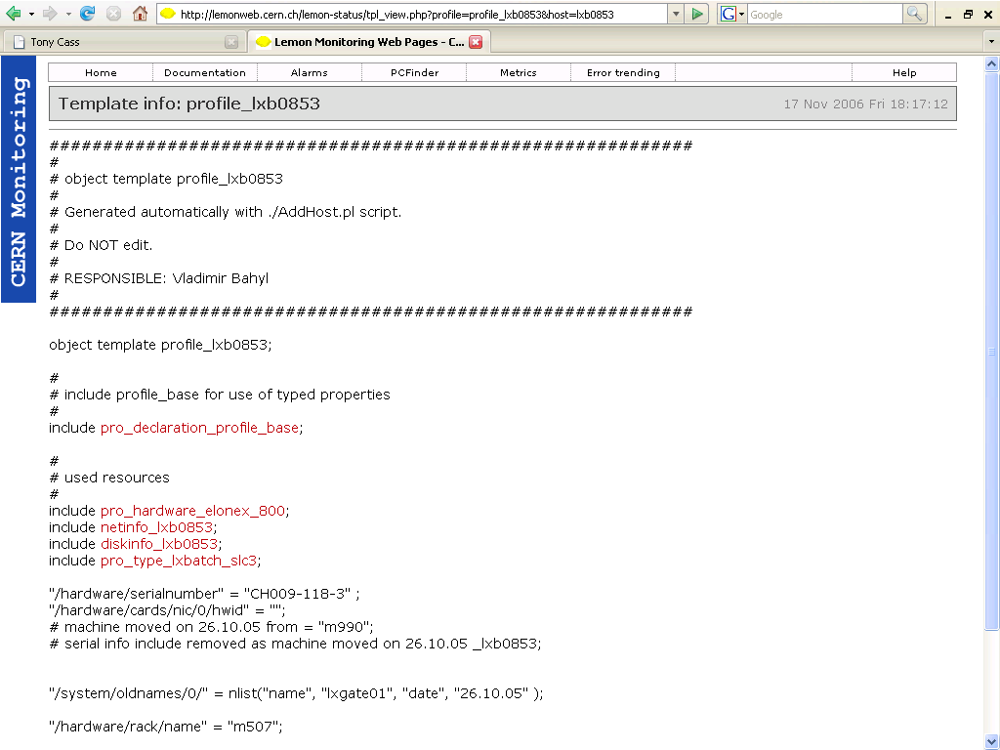 http://lemonweb.cern.ch/lemon-status/tpl_view.php?profile=profile_lxb0853&host=lxb0853
G
Google
Tony Cass
Lemon Monitoring Web Pages - C...
CERN Monitoring
Home
Documentation
Alarms
PCFinder
Metrics
Error trending
Help
Template info: profile_lxb0853
17 Nov 2006 Fri 18:17:12
############################################################
#
# object template profile_lxb0853
#
# Generated automatically with ./AddHost.pl script.
#
# Do NOT edit.
#
# RESPONSIBLE: Vladimir Bahyl
#
############################################################
object template profile_lxb0853;
#
# include profile_base for use of typed properties
#
include pro_declaration_profile_base;
#
# used resources
#
include pro_hardware_elonex_800;
include netinfo_lxb0853;
include diskinfo_lxb0853;
include pro_type_lxbatch_slc3;
"/hardware/serialnumber" = "CH009-118-3" ;
"/hardware/cards/nic/0/hwid" = "";
# machine moved on 26.10.05 from = "m990";
# serial info include removed as machine moved on 26.10.05 _lxb0853;
"/system/oldnames/0/" = nlist("name", "lxgate01", "date", "26.10.05" );
"/hardware/rack/name" = "m507";